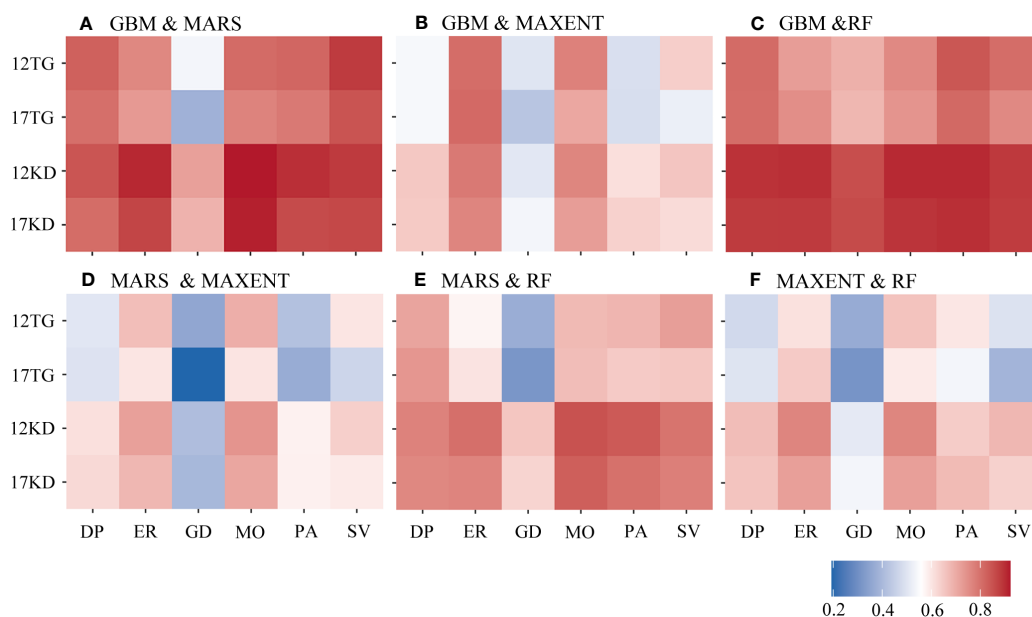 A GBM & MARS
B GBM & MAXENT
C GBM &RF
12TG
17TG
12KD
17KD
D MARS & MAXENT
E MARS & RF
F MAXENT & RF
12TG
17TG
12KD
17KD
DP ER GD MO PA SV
DP ER GD MO PA SV
DP ER GD MO PA SV
0.2 0.4 0.6 0.8